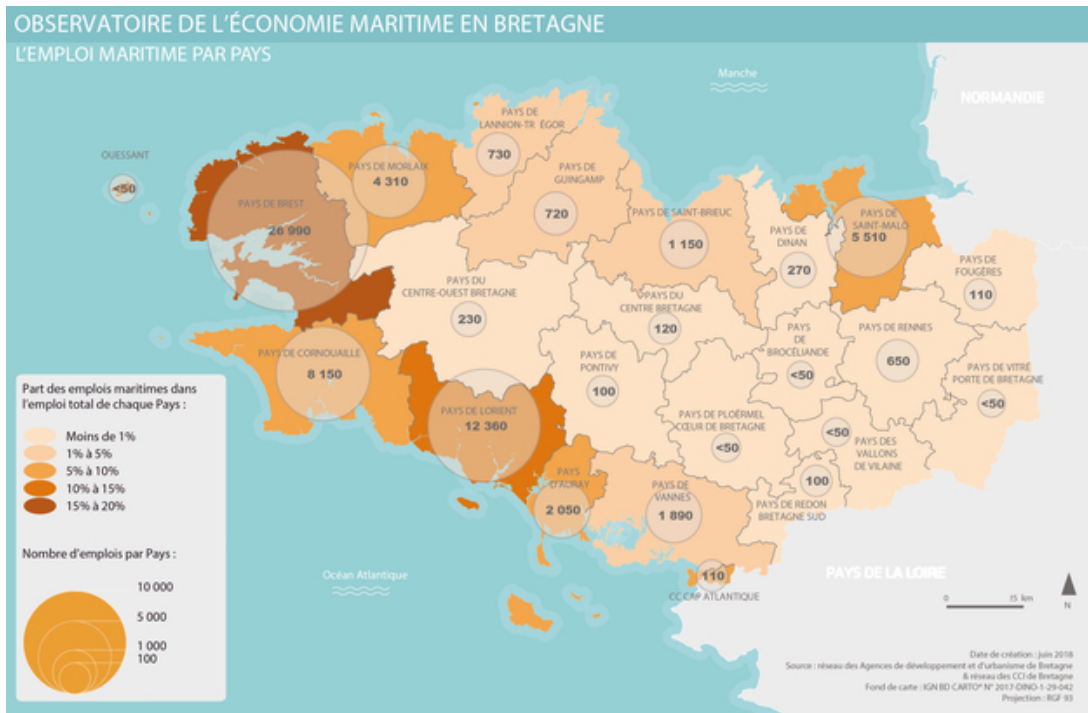 OBSERVATOIRE DE L'ÉCONOMIE MARITIME EN BRETAGNE
L'EMPLOI MARITIME PAR PAYS
Manche
NORMANDIE
PAYS DE
LANNION-TR ÉGOR
730
OUESSANT
<50
PAYS DE MORLAIX
4 310
PAYS DE
GUINGAMP
720
PAYS DE BREST
26 990
PAYS DE SAINT-BRIEUC
1 150
PAYS DE
DINAN
270
PAYS DE
SAINT-MALO
5 510
PAYS DE
FOUGÈRES
110
PAYS DU
CENTRE-OUEST BRETAGNE
230
PAYS DU
CENTRE BRETAGNE
120
PAYS
DE
BROCÉLIANDE
<50
PAYS DE RENNES
650
PAYS DE CORNOUAILLE
8 150
PAYS DE
PONTIVY
100
PAYS DE VITRÉ
PORTE DE BRETAGNE
<50
PAYS DE LORIENT
12 360
PAYS DE PLOËRMEL
CŒUR DE BRETAGNE
<50
<50
PAYS DES
VALLONS
DE VILAINE
PAYS
D'AURAY
2 050
PAYS DE
VANNES
1 890
100
PAYS DE REDON
BRETAGNE SUD
110
CC CAP ATLANTIQUE
PAYS DE LA LOIRE
Océan Atlantique
Part des emplois maritimes dans
l'emploi total de chaque Pays :
Moins de 1%
1% à 5%
5% à 10%
10% à 15%
15% à 20%
Nombre d'emplois par Pays :
10 000
5 000
1 000
100
0 15 km
N
Date de création : juin 2018
Source : réseau des Agences de développement et d'urbanisme de Bretagne
& réseau des CCI de Bretagne
Fond de carte : IGN BD CARTO® N° 2017-DINO-1-29-042
Projection : RGF 93